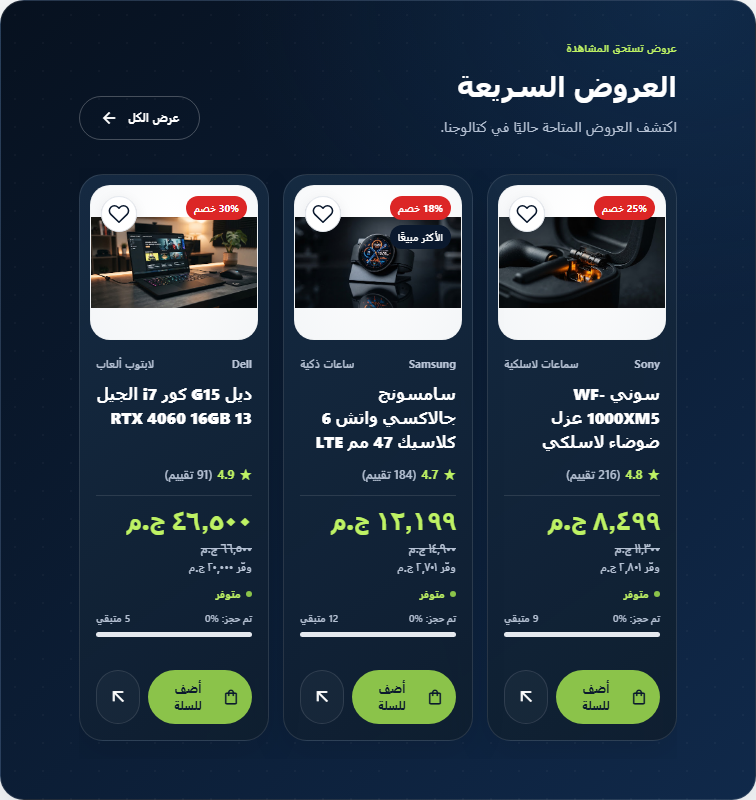 عروض تستحق المشاهدة
العروض السريعة
اكتشف العروض المتاحة حاليًا في كتالوجنا.
عرض الكل
25% خصم
Sony
سماعات لاسلكية
سوني WF-
1000XM5 عزل
ضوضاء لاسلكي
4.8 (216 تقييم)
٨,٤٩٩ ج.م
١١,٣٠٠ ج.م
وفّر ٢,٨٠١ ج.م
متوفر
تم حجز: 0%
9 متبقي
أضف
للسلة
18% خصم
الأكثر مبيعًا
Samsung
ساعات ذكية
سامسونج
جالاكسي واتش 6
كلاسيك 47 مم LTE
4.7 (184 تقييم)
١٢,١٩٩ ج.م
١٤,٩٠٠ ج.م
وفّر ٢,٧٠١ ج.م
متوفر
تم حجز: 0%
12 متبقي
أضف
للسلة
30% خصم
Dell
لابتوب ألعاب
ديل G15 كور i7 الجيل
13 RTX 4060 16GB
4.9 (91 تقييم)
٤٦,٥٠٠ ج.م
٦٦,٥٠٠ ج.م
وفّر ٢٠,٠٠٠ ج.م
متوفر
تم حجز: 0%
5 متبقي
أضف
للسلة